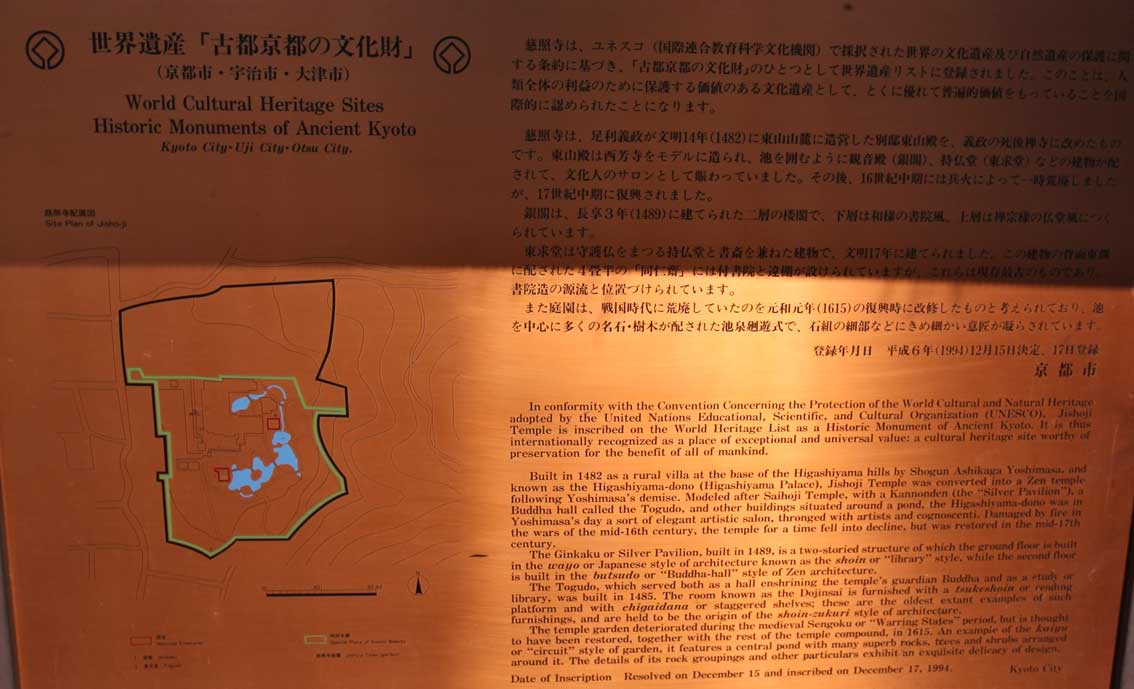 世界遺産「古都京都の文化財」
（京都市・宇治市・大津市）
World Cultural Heritage Sites
Historic Monuments of Ancient Kyoto
Kyoto City・Uji City・Otsu City.
慈照寺配置図
Site Plan of Jisho-ji
慈照寺は、ユネスコ（国際連合教育科学文化機関）で採択された世界の文化遺産及び自然遺産の保護に関
する条約に基づき、「古都京都の文化財」のひとつとして世界遺産リストに登録されました。このことは、人
類全体の利益のために保護する価値のある文化遺産として、とくに優れて普遍的価値をもっていることを国
際的に認められたことになります。
慈照寺は、足利義政が文明14年(1482)に東山山麓に造営した別邸東山殿を、義政の死後禅寺に改めたもの
です。東山殿は西芳寺をモデルに造られ、池を囲むように観音殿（銀閣）、持仏堂（東求堂）などの建物が配
されて、文化人のサロンとして賑わっていました。その後、16世紀中期には兵火によって一時荒廃しました
が、17世紀中期に復興されました。
銀閣は、長享３年(1489)に建てられた二層の楼閣で、下層は和様の書院風、上層は禅宗様の仏堂風につく
られています。
東求堂は守護仏をまつる持仏堂と書斎を兼ねた建物で、文明17年に建てられました。この建物の背面東側
に配された４畳半の「同仁齋」には付書院と違棚が設けられていますが、これらは現存最古のものであり、
書院造の源流と位置づけられています。
また庭園は、戦国時代に荒廃していたのを元和元年(1615)の復興時に改修したものと考えられており、池
を中心に多くの名石・樹木が配された池泉廻遊式で、石組の細部などにきめ細かい意匠が凝らされています。
登録年月日　平成６年(1994)12月15日決定、17日登録
京都市
In conformity with the Convention Concerning the Protection of the World Cultural and Natural Heritage
adopted by the United Nations Educational, Scientific, and Cultural Organization (UNESCO), Jishoji
Temple is inscribed on the World Heritage List as a Historic Monument of Ancient Kyoto. It is thus
internationally recognized as a place of exceptional and universal value: a cultural heritage site worthy of
preservation for the benefit of all of mankind.
Built in 1482 as a rural villa at the base of the Higashiyama hills by Shogun Ashikaga Yoshimasa, and
known as the Higashiyama-dono (Higashiyama Palace), Jishoji Temple was converted into a Zen temple
following Yoshimasa's demise. Modeled after Saihoji Temple, with a Kannonden (the "Silver Pavilion"), a
Buddha hall called the Togudo, and other buildings situated around a pond, the Higashiyama-dono was in
Yoshimasa's day a sort of elegant artistic salon, thronged with artists and cognoscenti. Damaged by fire in
the wars of the mid-16th century, the temple for a time fell into decline, but was restored in the mid-17th
century.
The Ginkaku or Silver Pavilion, built in 1489, is a two-storied structure of which the ground floor is built
in the wayo or Japanese style of architecture known as the shoin or "library" style, while the second floor
is built in the butsudo or "Buddha-hall" style of Zen architecture.
The Togudo, which served both as a hall enshrining the temple's guardian Buddha and as a study or
library, was built in 1485. The room known as the Dojinsai is furnished with a tsukeshoin or reading
platform and with chigaidana or staggered shelves; these are the oldest extant examples of such
furnishings, and are held to be the origin of the shoin-zukuri style of architecture.
The temple garden deteriorated during the medieval Sengoku or "Warring States" period, but is thought
to have been restored, together with the rest of the temple compound, in 1615. An example of the kaiyu
or "circuit" style of garden, it features a central pond with many superb rocks, trees and shrubs arranged
around it. The details of its rock groupings and other particulars exhibit an exquisite delicacy of design.
Date of Inscription Resolved on December 15 and inscribed on December 17, 1994. Kyoto City